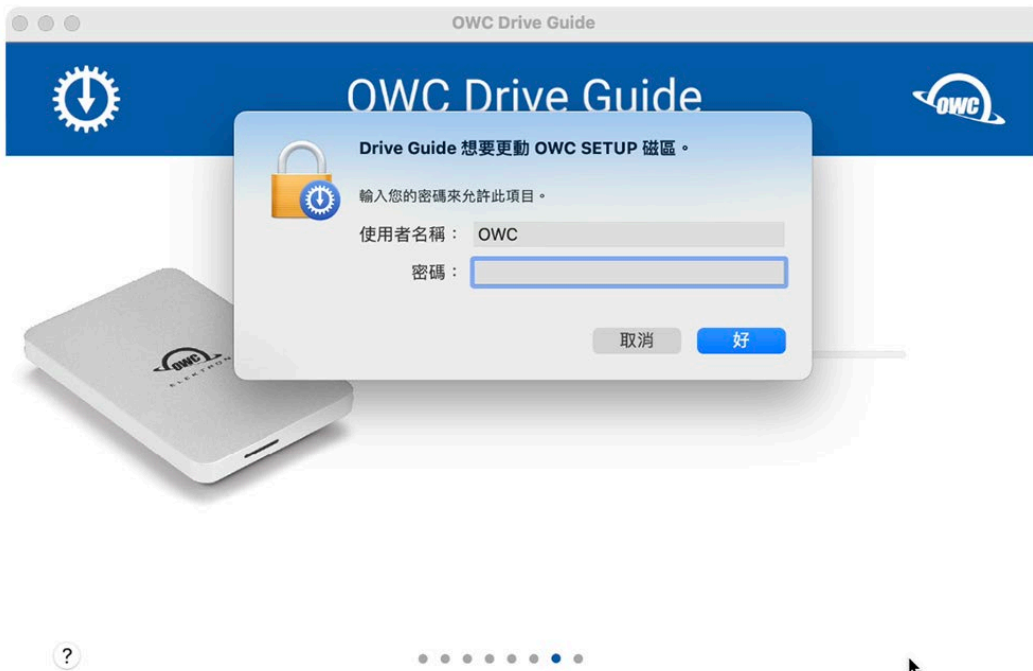 OWC Drive Guide
OWC Drive Guide
OWC
Drive Guide 想要更動 OWC SETUP 磁區。
輸入您的密碼來允許此項目。
使用者名稱： OWC
密碼：
取消 好
OWC
ELEKTRON
?